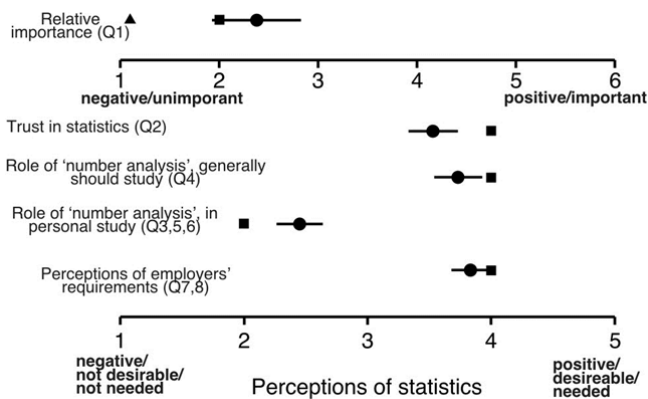 Relative
importance (Q1)
1 2 3 4 5 6
negative/unimporant positive/important
Trust in statistics (Q2)
Role of ‘number analysis’, generally
should study (Q4)
Role of ‘number analysis’, in
personal study (Q3,5,6)
Perceptions of employers’
requirements (Q7,8)
1 2 3 4 5
negative/
not desirable/
not needed
Perceptions of statistics
positive/
desireable/
needed